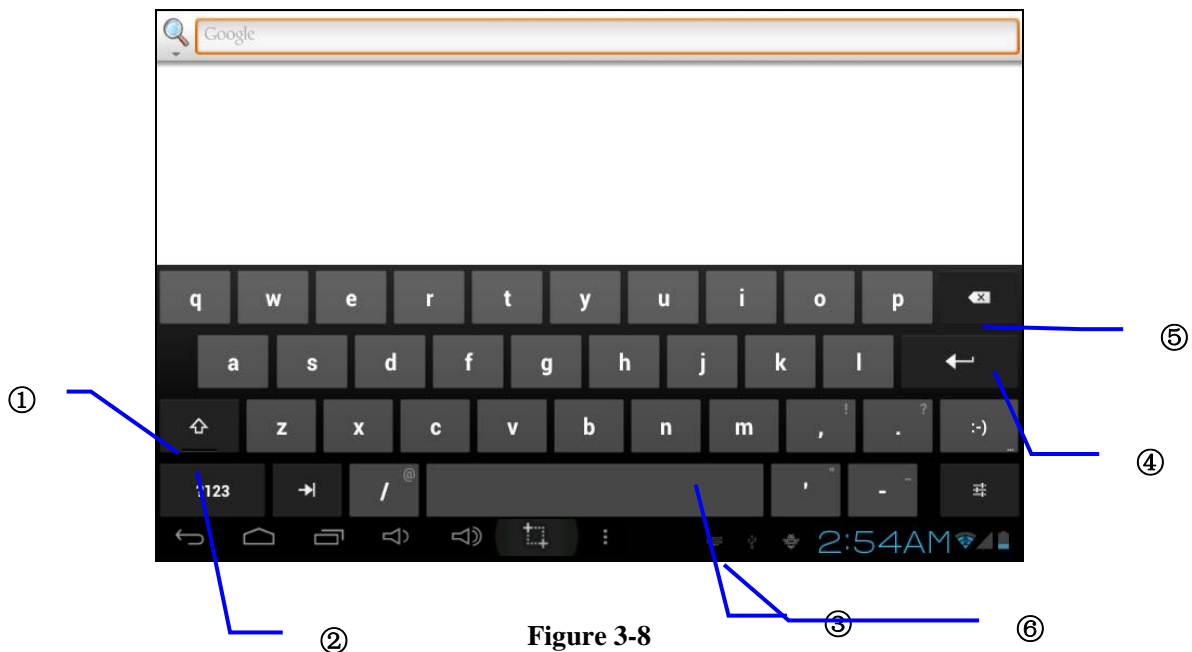 Google
q w e r t y u i o p
a s d f g h j k l
①
⑤
z x c v b n m , ! . ? :-) ...
④
?123 / @ ' " - _
2:54AM
② Figure 3-8 ③ ⑥